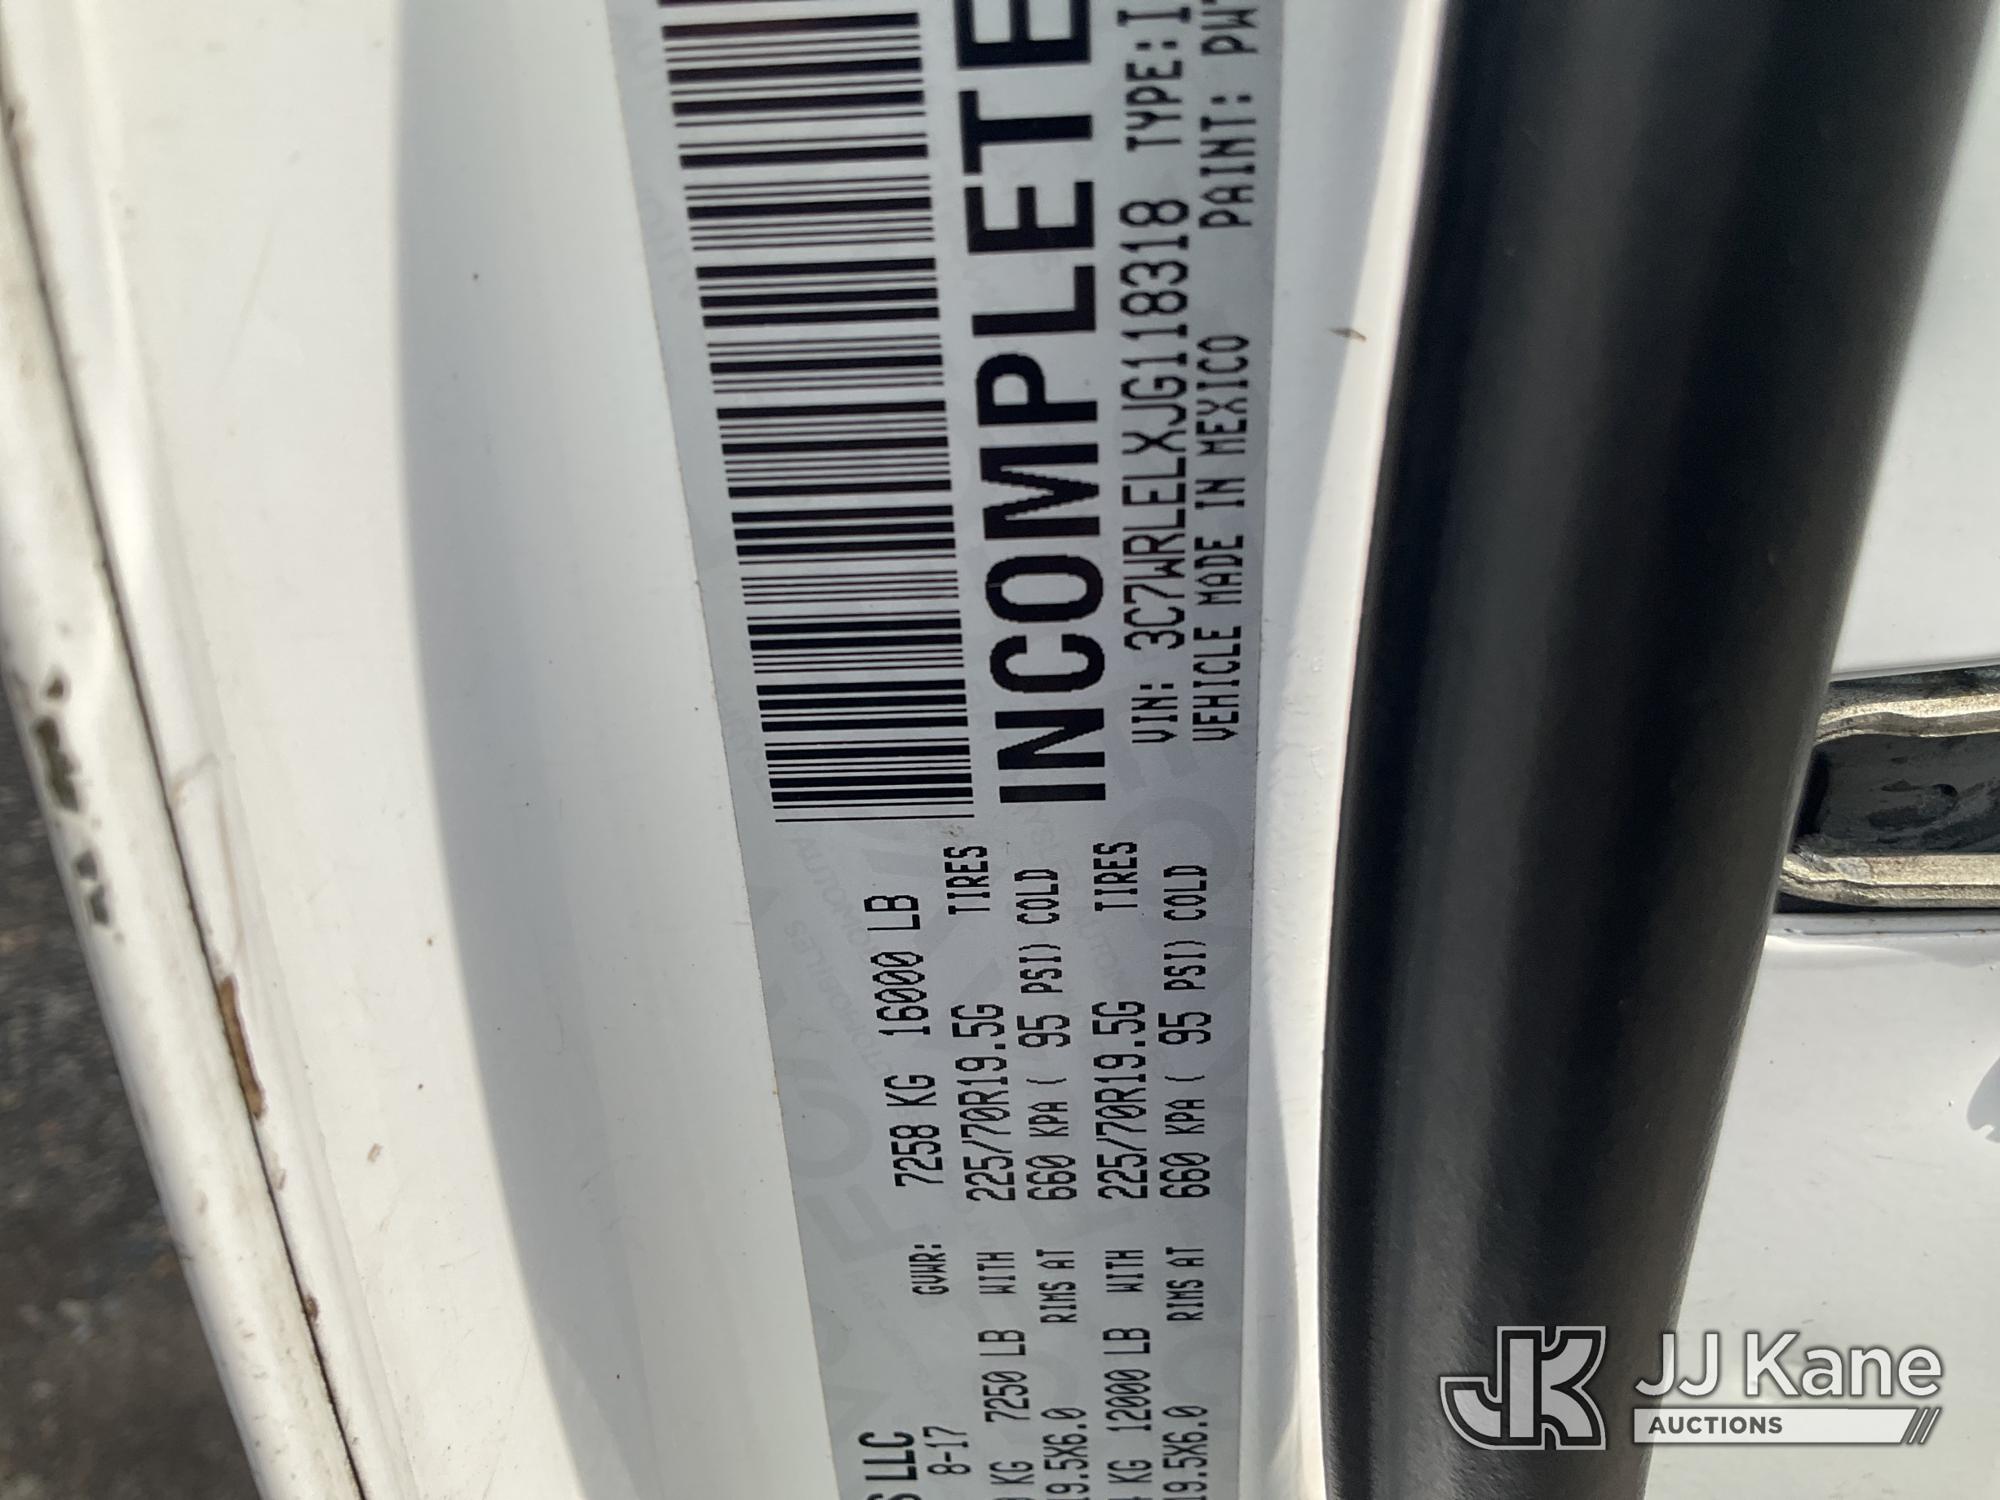 S LLC
8-17 GVWR: 7258 KG 16000 LB
KG 7250 LB WITH 225/70R19.5G TIRES
19.5X6.0 RIMS AT 660 KPA ( 95 PSI) COLD
KG 12000 LB WITH 225/70R19.5G TIRES
19.5X6.0 RIMS AT 660 KPA ( 95 PSI) COLD
INCOMPLETE
VIN: 3C7WRLELXJG118318 TYPE:I
VEHICLE MADE IN MEXICO PAINT: PW
JK JJ Kane
AUCTIONS